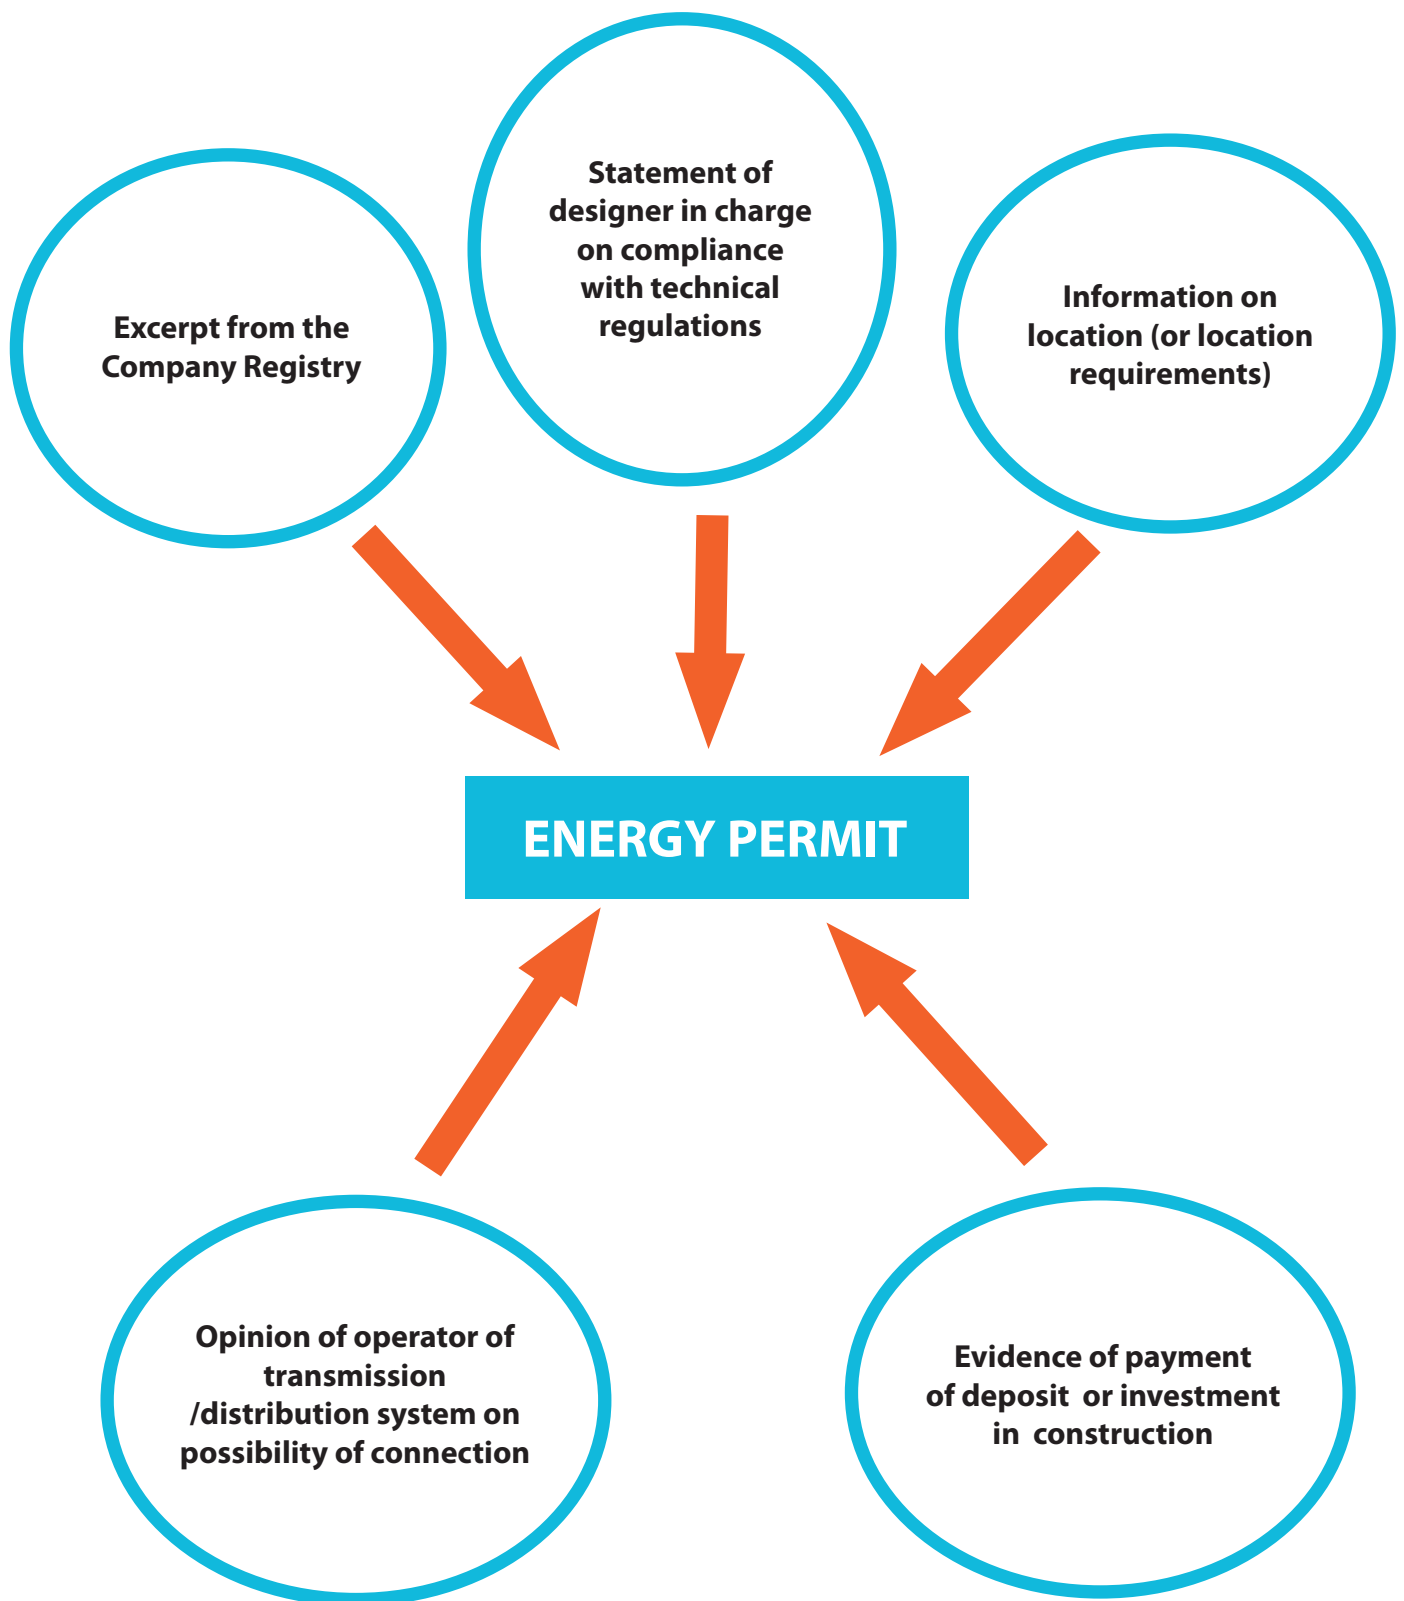 Statement of
designer in charge
on compliance
with technical
regulations
Excerpt from the
Company Registry
Information on
location (or location
requirements)
ENERGY PERMIT
Opinion of operator of
transmission
/distribution system on
possibility of connection
Evidence of payment
of deposit  or investment
in  construction